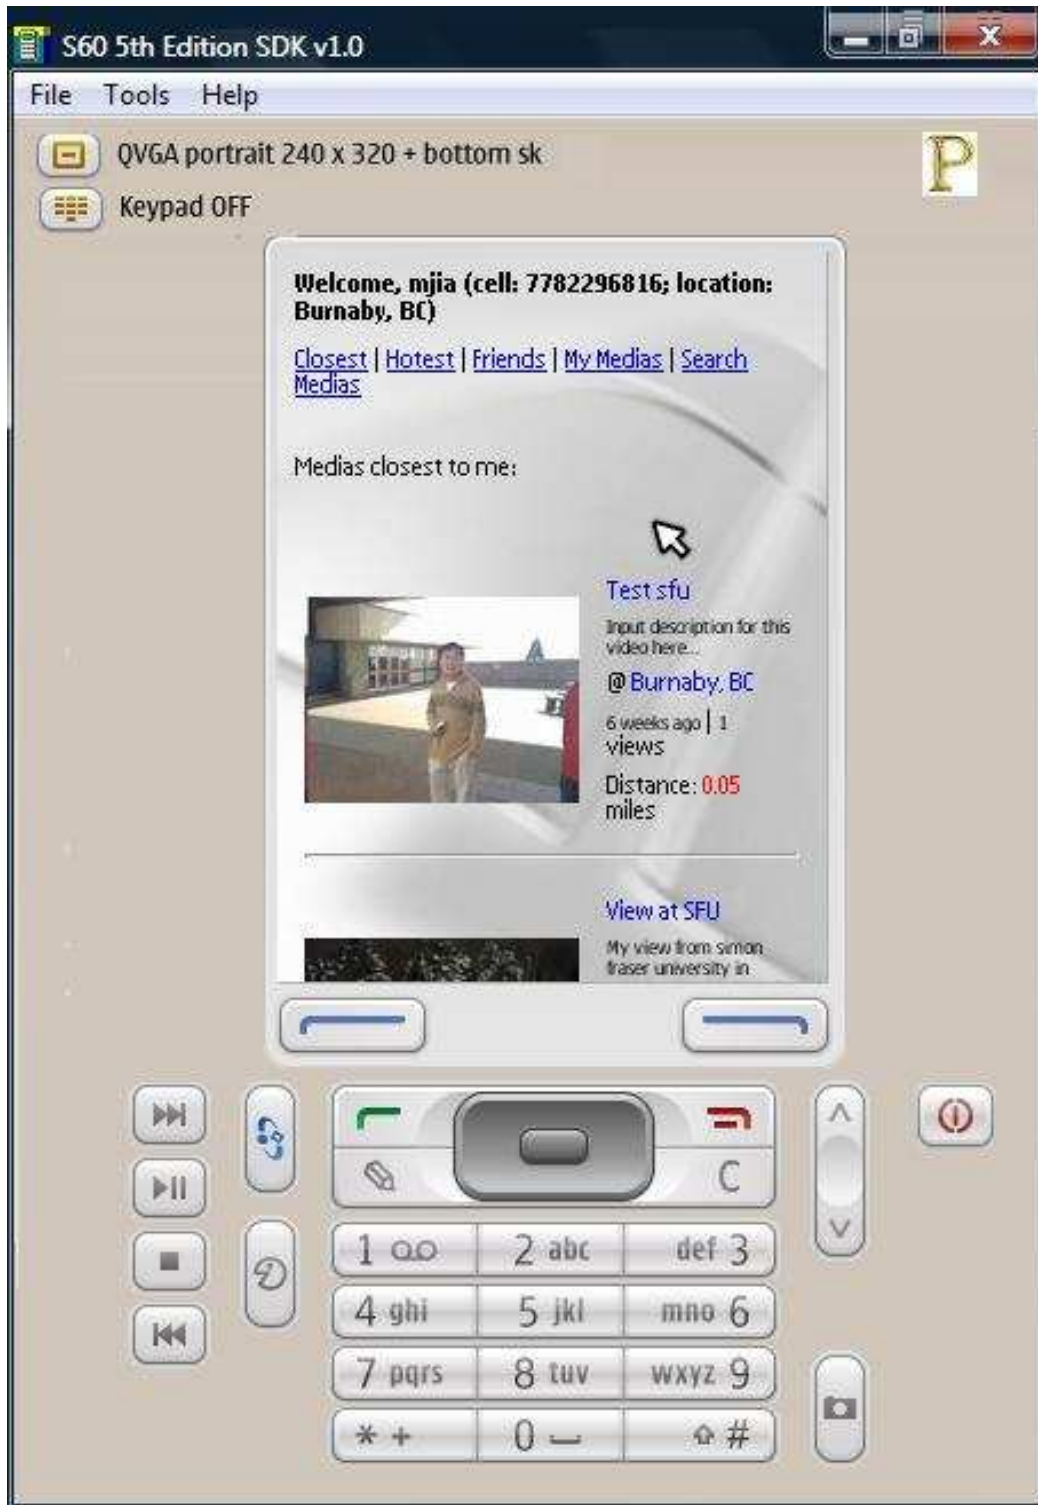 S60 5th Edition SDK v1.0
File Tools Help
QVGA portrait 240 x 320 + bottom sk
P
Keypad OFF
Welcome, mjia (cell: 7782296816; location:
Burnaby, BC)
Closest | Hotest | Friends | My Medias | Search
Medias
Medias closest to me:
Test sfu
Input description for this
video here...
@ Burnaby, BC
6 weeks ago | 1
views
Distance: 0.05
miles
View at SFU
My view from simon
fraser university in
C
1 2 abc def 3
4 ghi 5 jkl mno 6
7 pqrs 8 tuv wxyz 9
* + 0 #